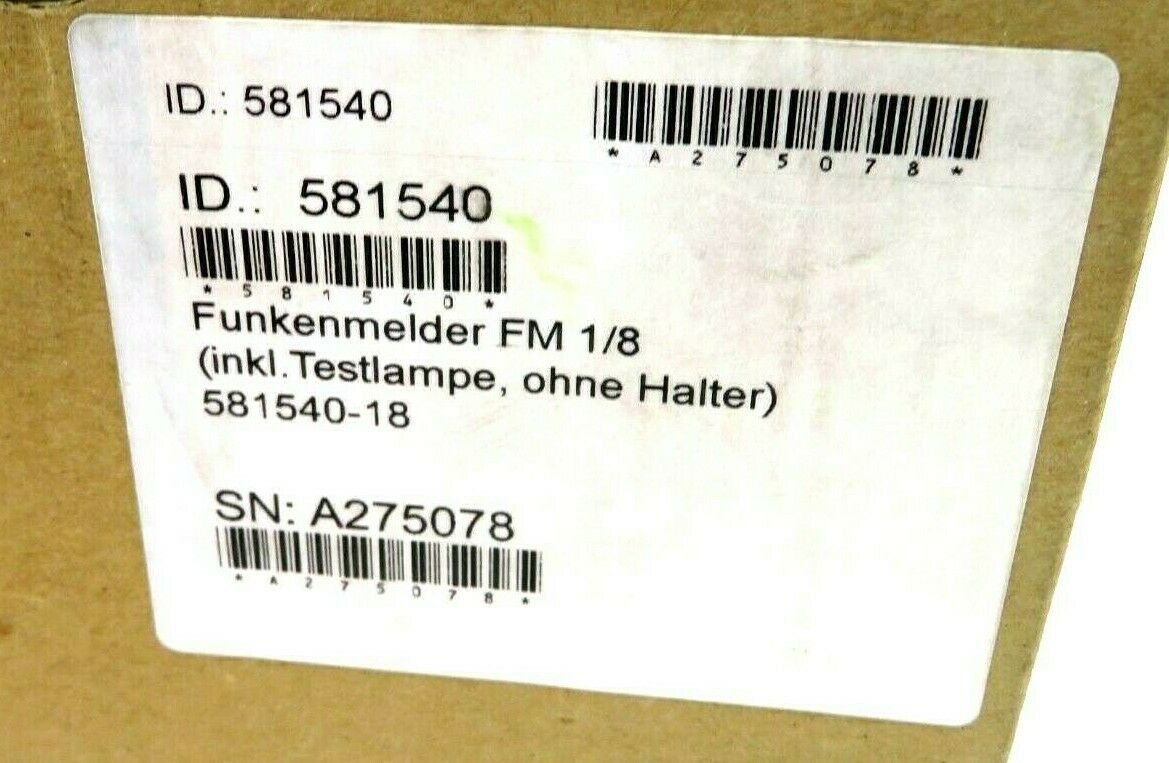 ID.: 581540
*A275078*
ID.: 581540
*581540*
Funkenmelder FM 1/8
(inkl.Testlampe, ohne Halter)
581540-18
SN: A275078
*A275078*